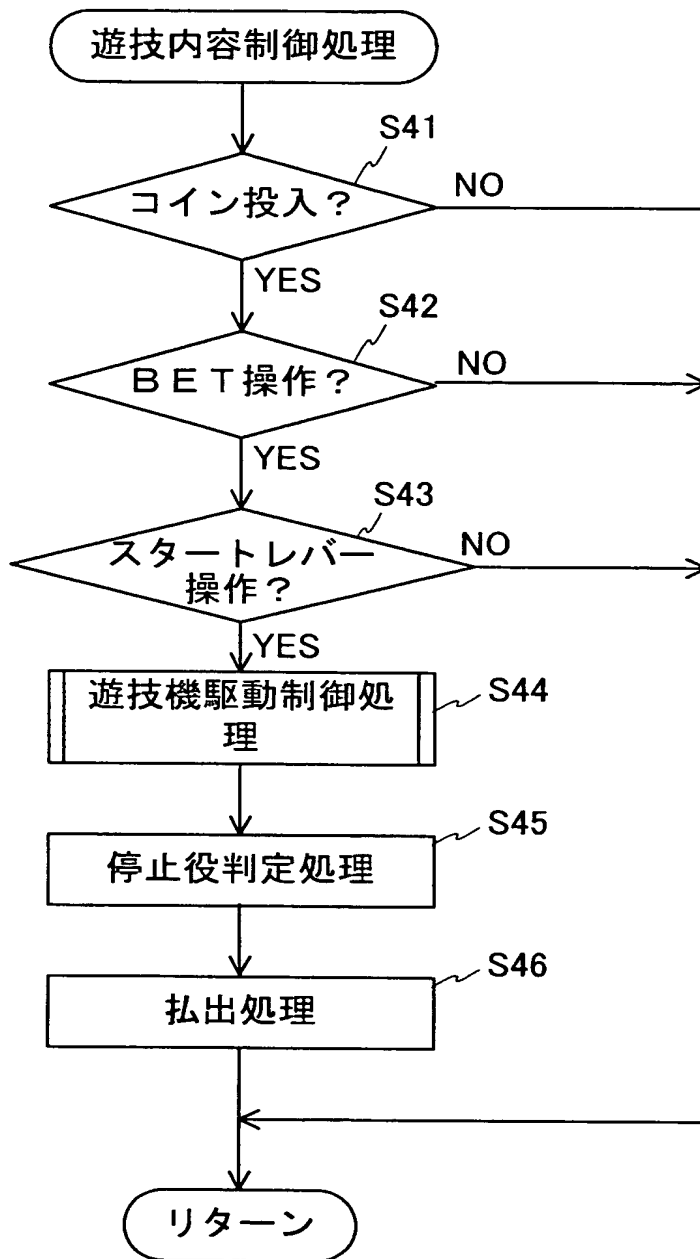 遊技内容制御処理
S41
コイン投入？
NO
YES
S42
ＢＥＴ操作？
NO
YES
S43
スタートレバー
操作？
NO
YES
遊技機駆動制御処
理
S44
S45
停止役判定処理
S46
払出処理
リターン